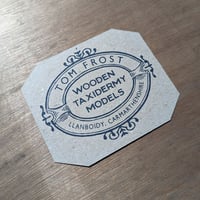 TOM FROST
WOODEN
TAXIDERMY
MODELS
LLANBOIDY, CARMARTHENSHIRE